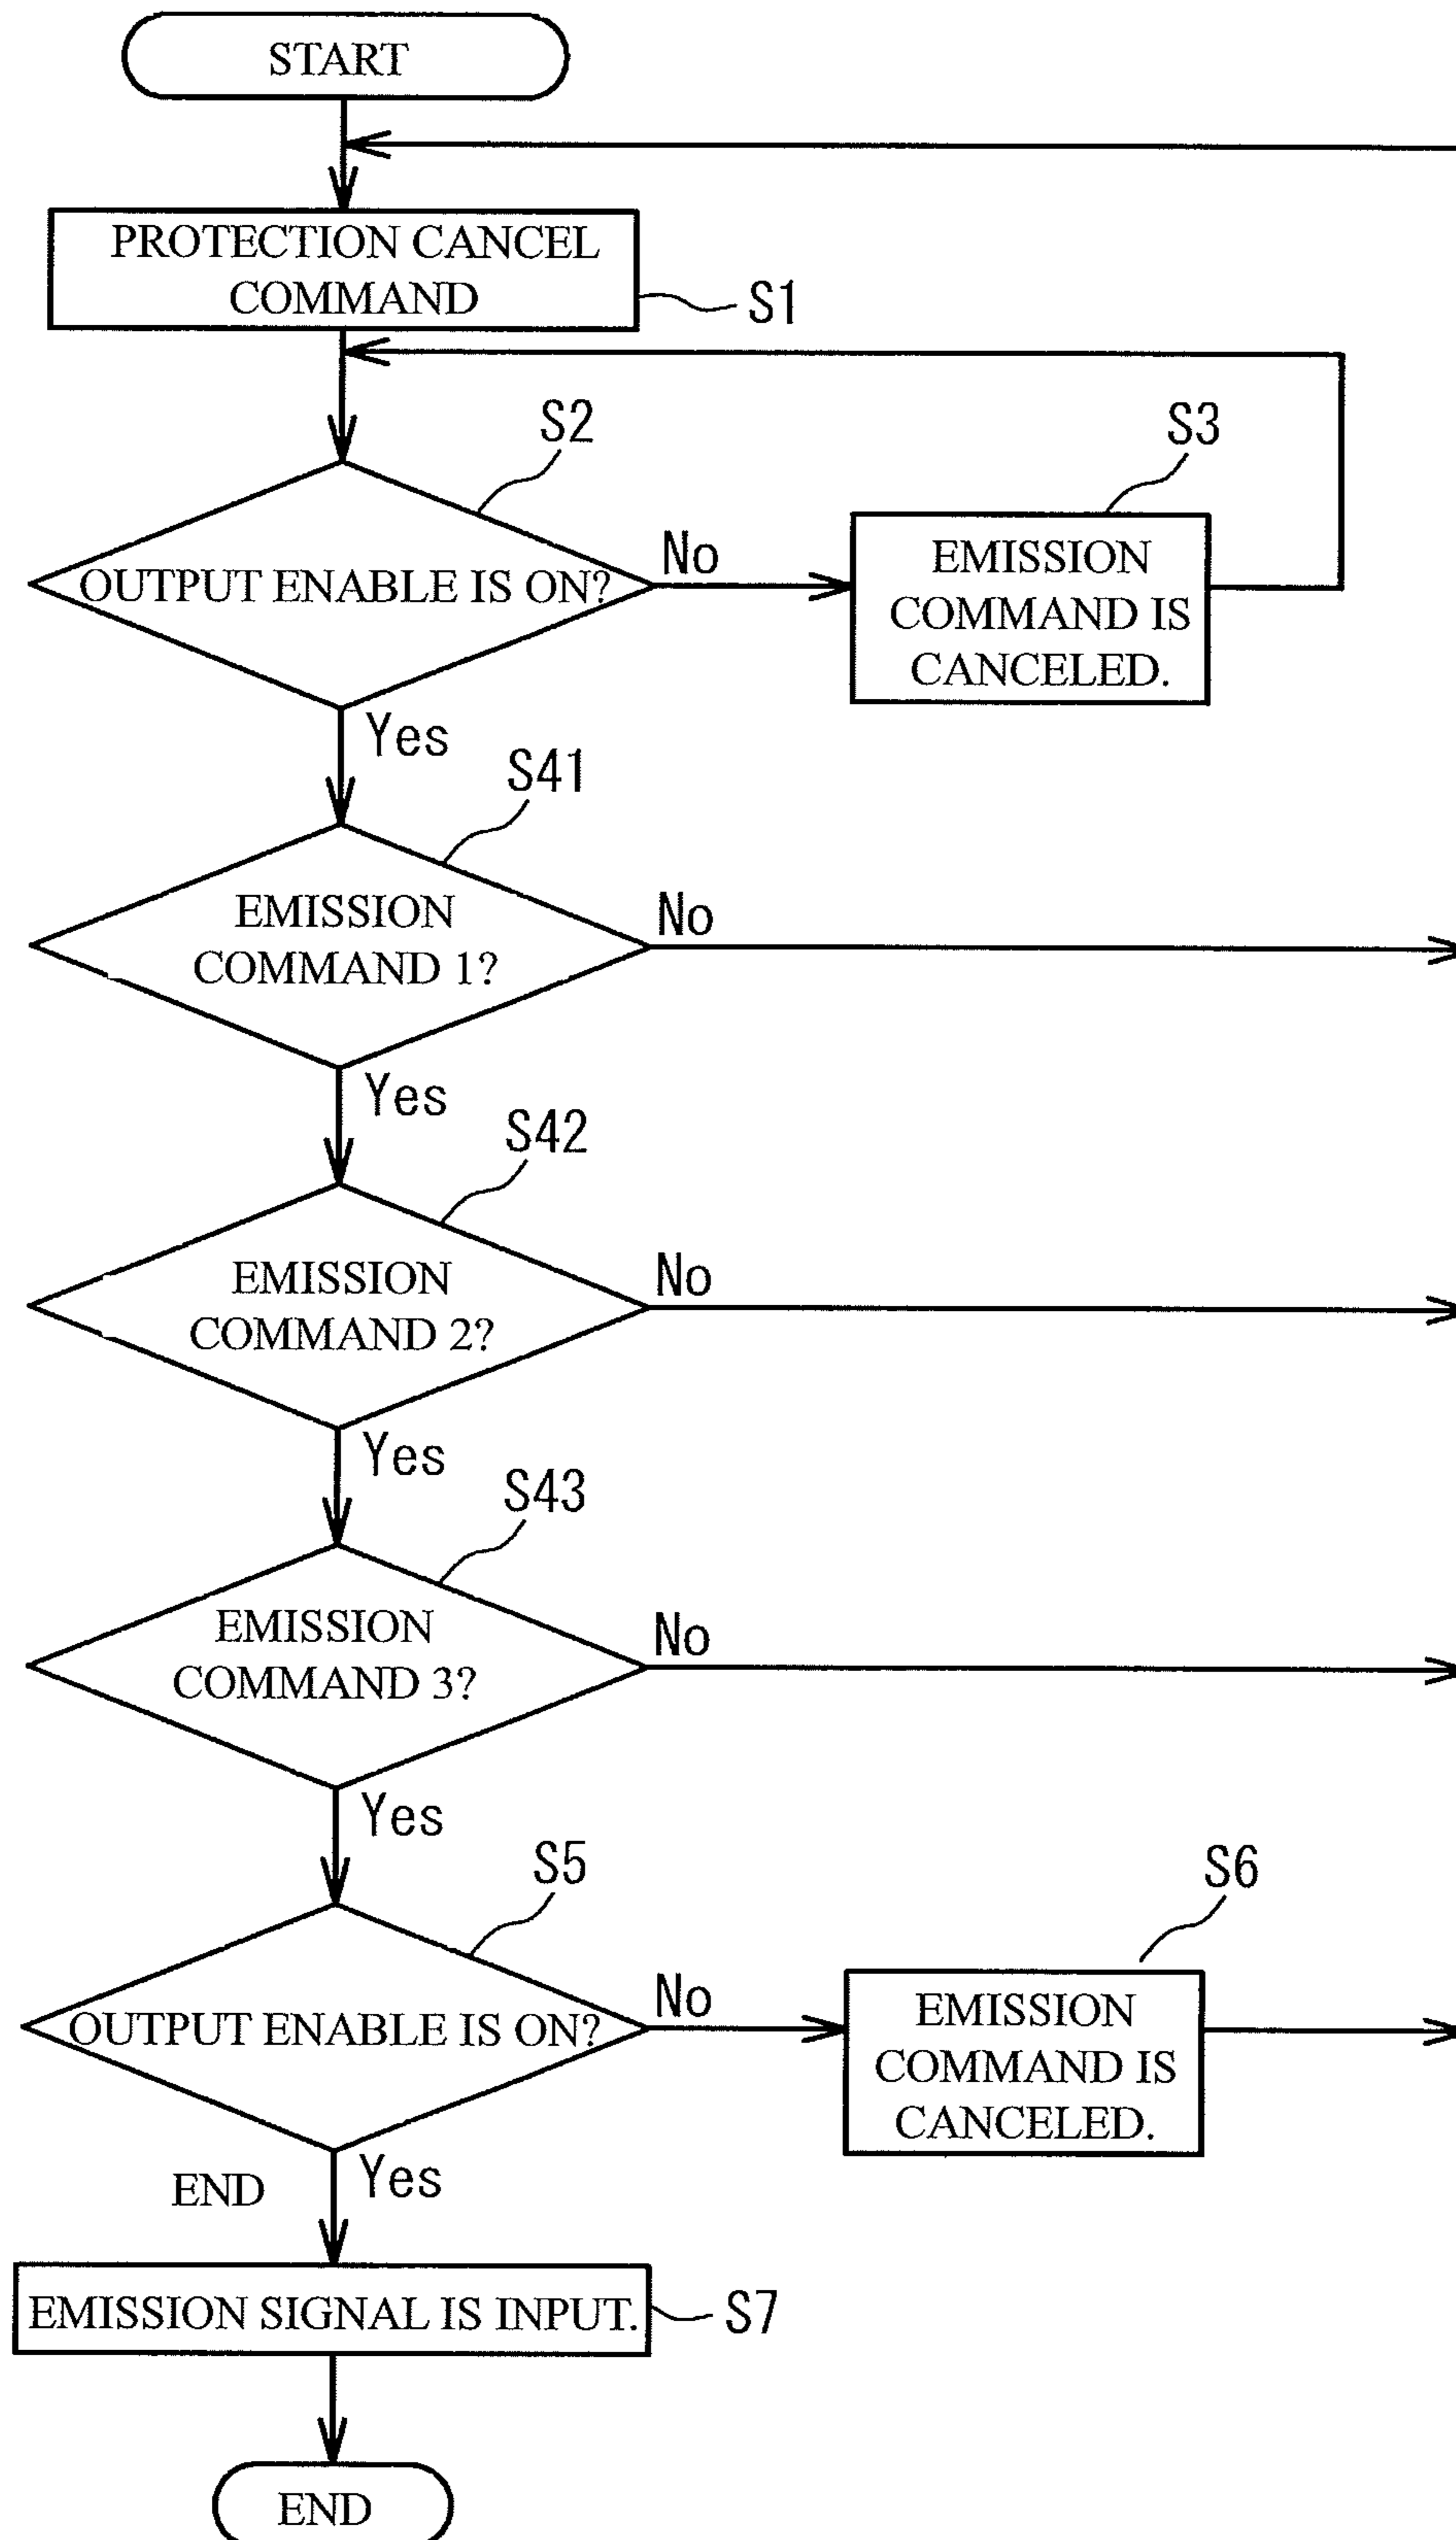 START
PROTECTION CANCEL
COMMAND
S1
S2
S3
OUTPUT ENABLE IS ON?
No
EMISSION
COMMAND IS
CANCELED.
Yes
S41
EMISSION
COMMAND 1?
No
Yes
S42
EMISSION
COMMAND 2?
No
Yes
S43
EMISSION
COMMAND 3?
No
Yes
S5
S6
OUTPUT ENABLE IS ON?
No
EMISSION
COMMAND IS
CANCELED.
END
Yes
EMISSION SIGNAL IS INPUT.
S7
END